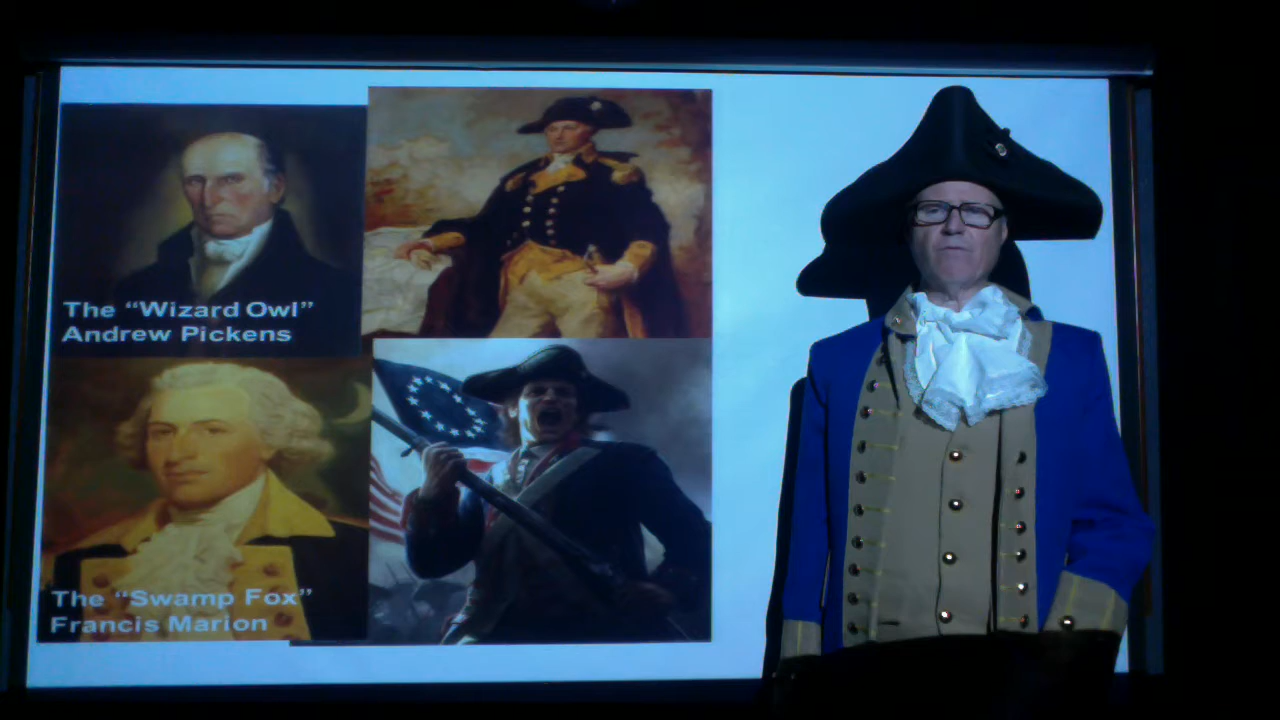 The “Wizard Owl”
Andrew Pickens
The “Swamp Fox”
Francis Marion